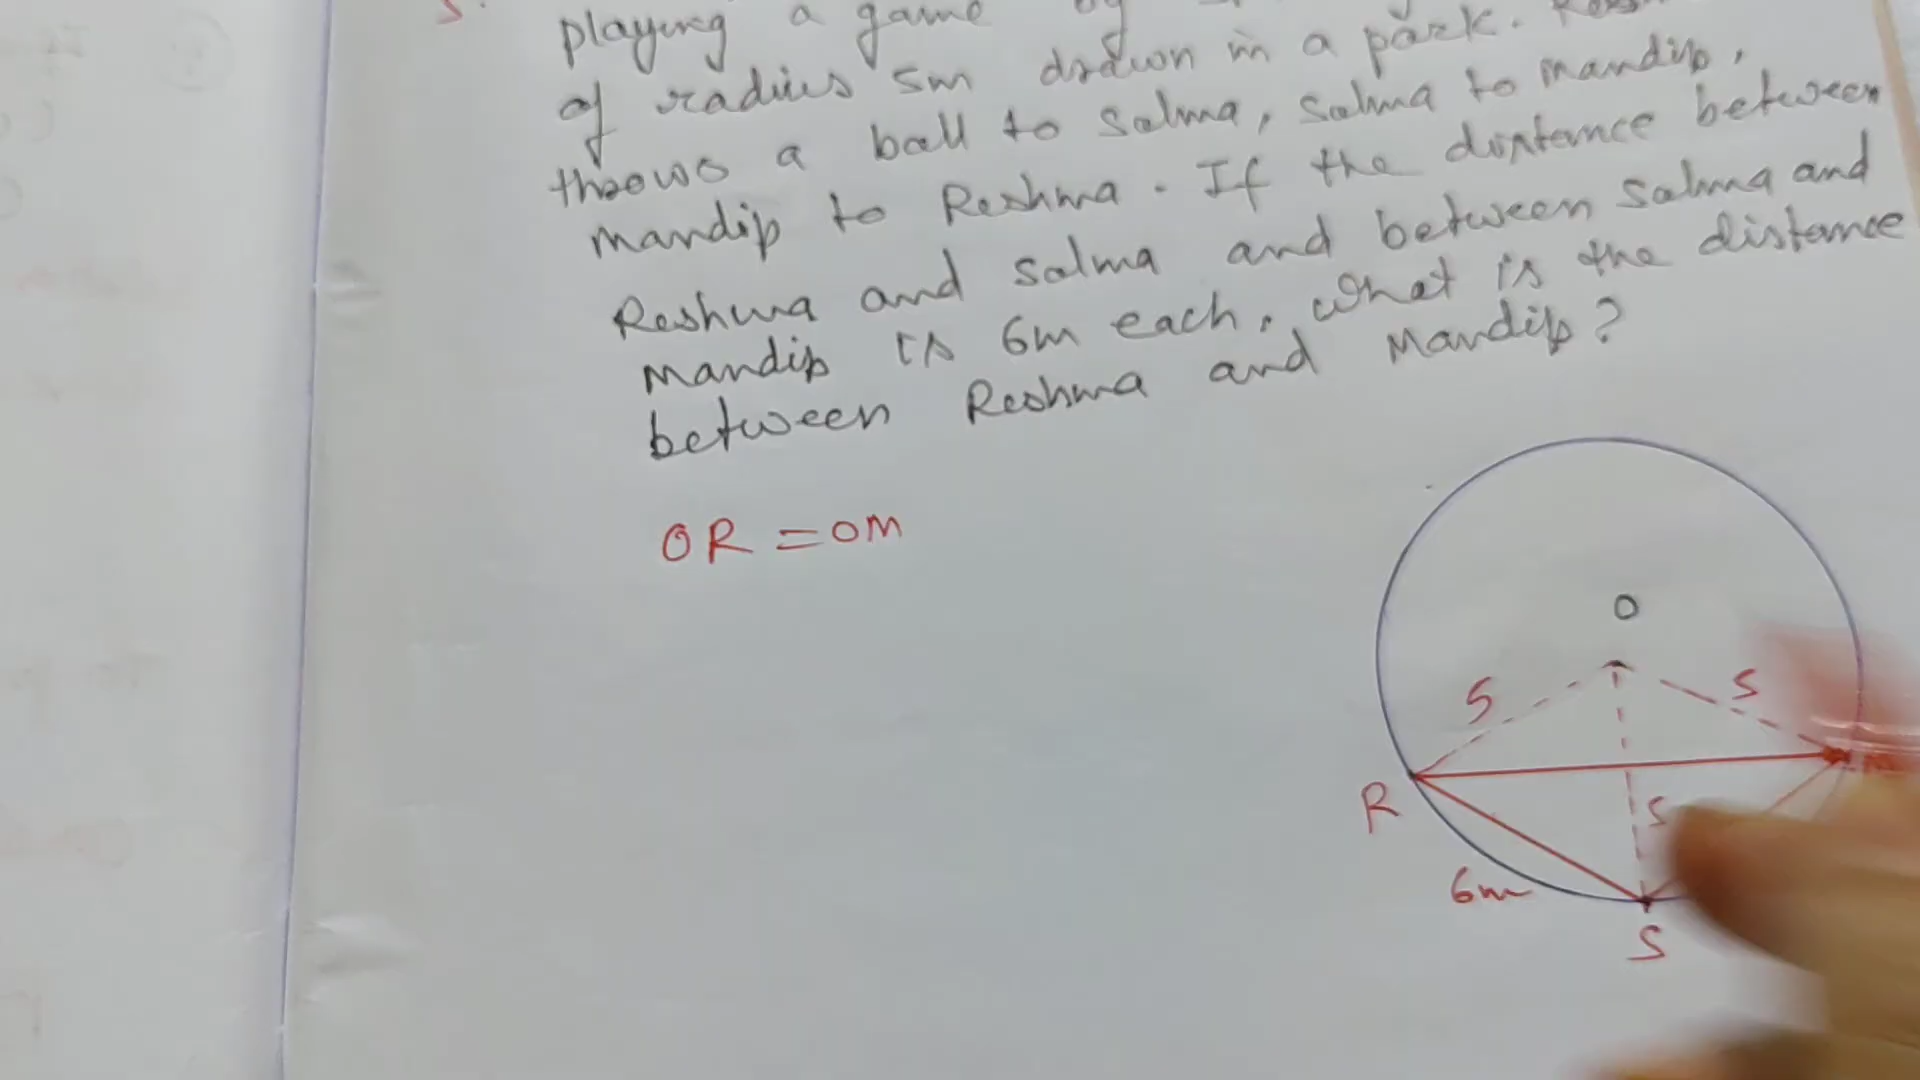 playing a game
of radius 5m drawn in a park.
throws a ball to Salma, Salma to mandip,
mandip to Reshma. If the distance between
Reshma and Salma and between Salma and
mandip is 6m each, what is the distance
between Reshma and Mandip?
OR = OM
O
5
5
R
5
6m
S